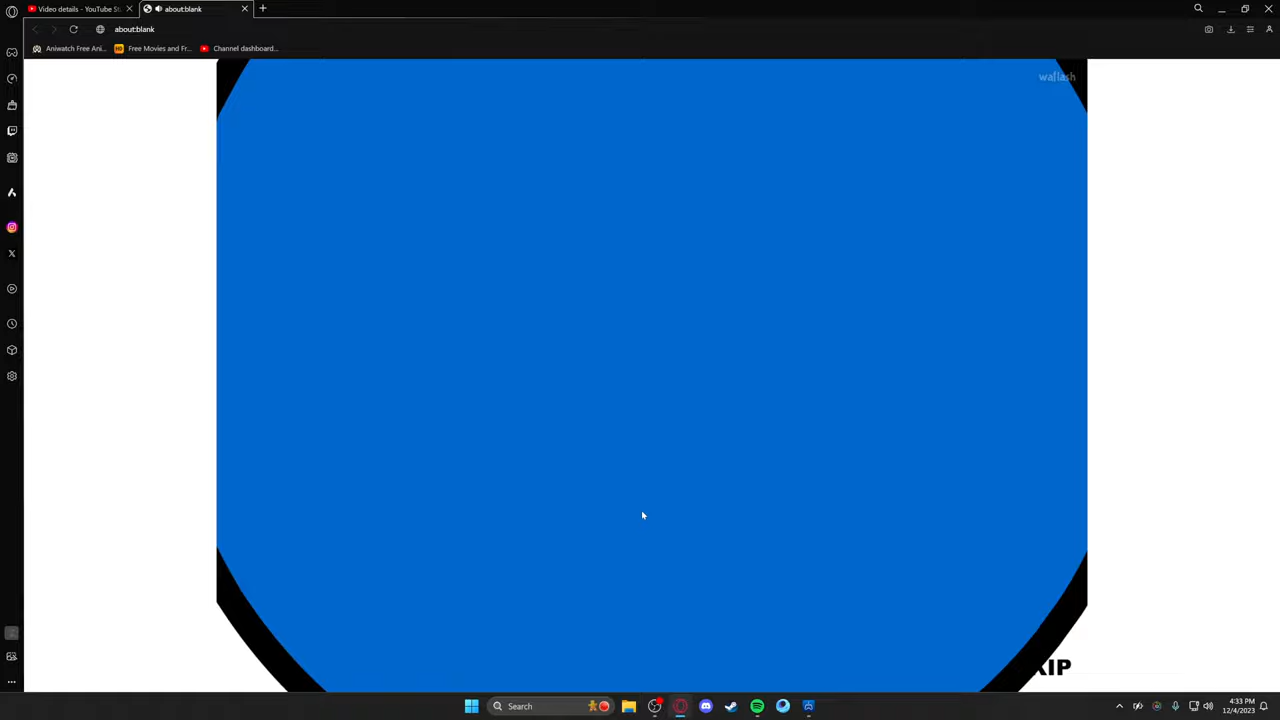 Video details - YouTube St
about:blank
about:blank
Aniwatch Free Ani...
Free Movies and Fr...
Channel dashboard...
waflash
KIP
Search
4:33 PM
12/4/2023